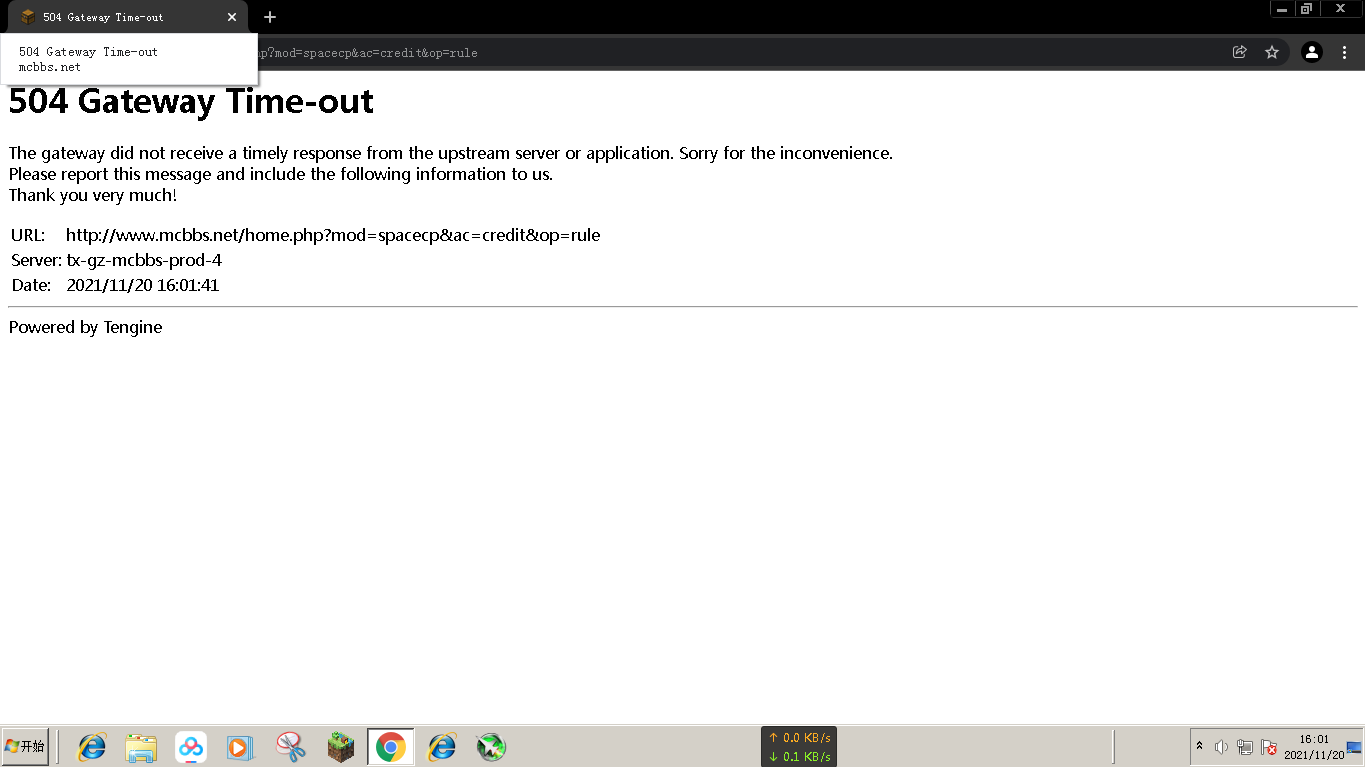 504 Gateway Time-out
504 Gateway Time-out
mcbbs.net
hp?mod=spacecp&ac=credit&op=rule
504 Gateway Time-out
The gateway did not receive a timely response from the upstream server or application. Sorry for the inconvenience.
Please report this message and include the following information to us.
Thank you very much!
URL: http://www.mcbbs.net/home.php?mod=spacecp&ac=credit&op=rule
Server: tx-gz-mcbbs-prod-4
Date: 2021/11/20 16:01:41
Powered by Tengine
开始
↑ 0.0 KB/s
↓ 0.1 KB/s
16:01
2021/11/20